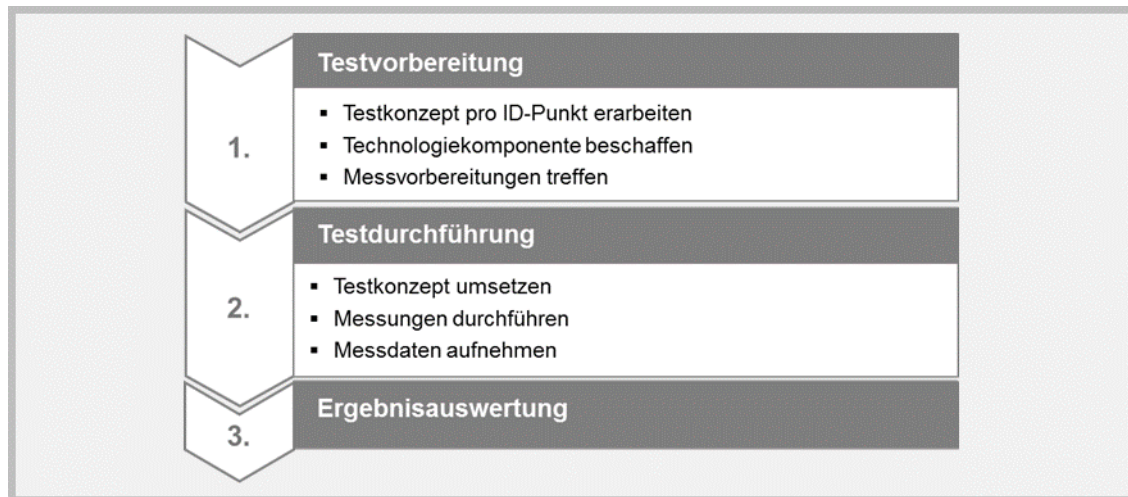 Testvorbereitung
1.
▪ Testkonzept pro ID-Punkt erarbeiten
▪ Technologiekomponente beschaffen
▪ Messvorbereitungen treffen
Testdurchführung
2.
▪ Testkonzept umsetzen
▪ Messungen durchführen
▪ Messdaten aufnehmen
Ergebnisauswertung
3.